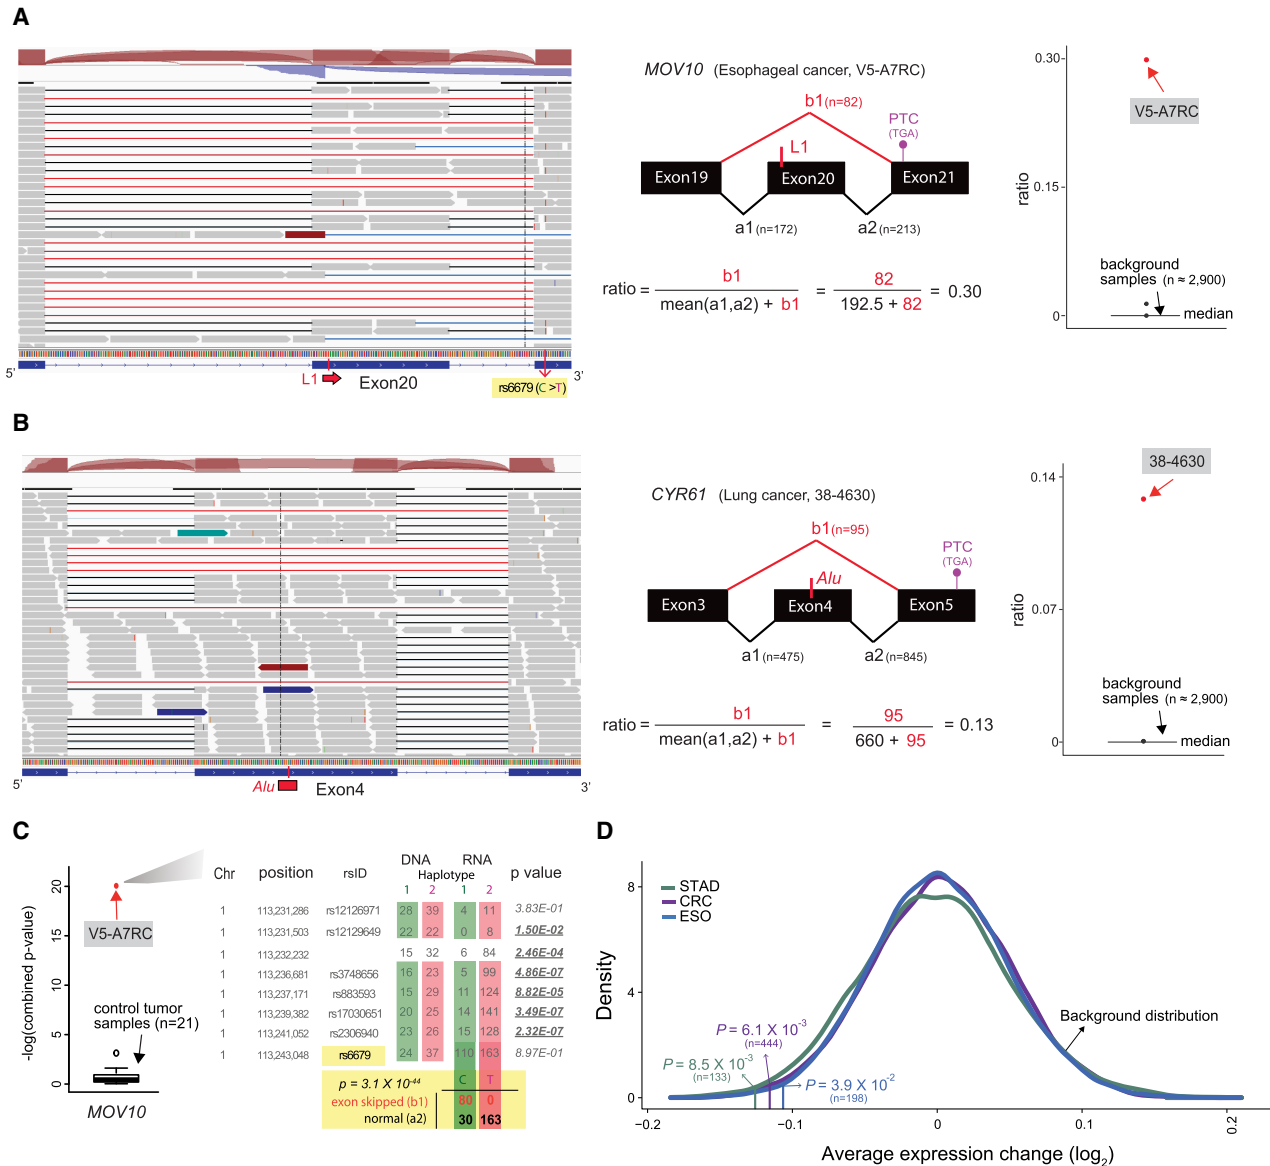 A
5'
L1
Exon20
rs6679 (C >T)
3'
MOV10 (Esophageal cancer, V5-A7RC)
b1(n=82)
PTC
(TGA)
L1
Exon19
Exon20
Exon21
a1(n=172)
a2(n=213)
ratio = b1 / mean(a1,a2) + b1 = 82 / 192.5 + 82 = 0.30
0.30
V5-A7RC
0.15
ratio
background
samples (n ≈ 2,900)
0
median
B
5'
Alu
Exon4
3'
CYR61 (Lung cancer, 38-4630)
b1(n=95)
PTC
(TGA)
Alu
Exon3
Exon4
Exon5
a1(n=475)
a2(n=845)
ratio = b1 / mean(a1,a2) + b1 = 95 / 660 + 95 = 0.13
38-4630
0.14
0.07
ratio
background
samples (n ≈ 2,900)
0
median
C
-log(combined p-value)
20
15
10
5
0
V5-A7RC
control tumor
samples (n=21)
MOV10
DNA RNA
Chr position rsID Haplotype p value
1 2 1 2
1 113,231,286 rs12126971 28 39 4 11 3.83E-01
1 113,231,503 rs12129649 22 22 0 8 1.50E-02
1 113,232,232 15 32 6 84 2.46E-04
1 113,236,681 rs3748656 16 23 5 99 4.86E-07
1 113,237,171 rs883593 15 29 11 124 8.82E-05
1 113,239,382 rs17030651 20 25 14 141 3.49E-07
1 113,241,052 rs2306940 23 26 15 128 2.32E-07
1 113,243,048 rs6679 24 37 110 163 8.97E-01
p = 3.1 X 10-44 C T
exon skipped (b1) 80 0
normal (a2) 30 163
D
STAD
CRC
ESO
8
4
0
Density
P = 6.1 X 10-3
(n=444)
P = 8.5 X 10-3
(n=133)
P = 3.9 X 10-2
(n=198)
Background distribution
−0.2 −0.1 0 0.1 0.2
Average expression change (log2)